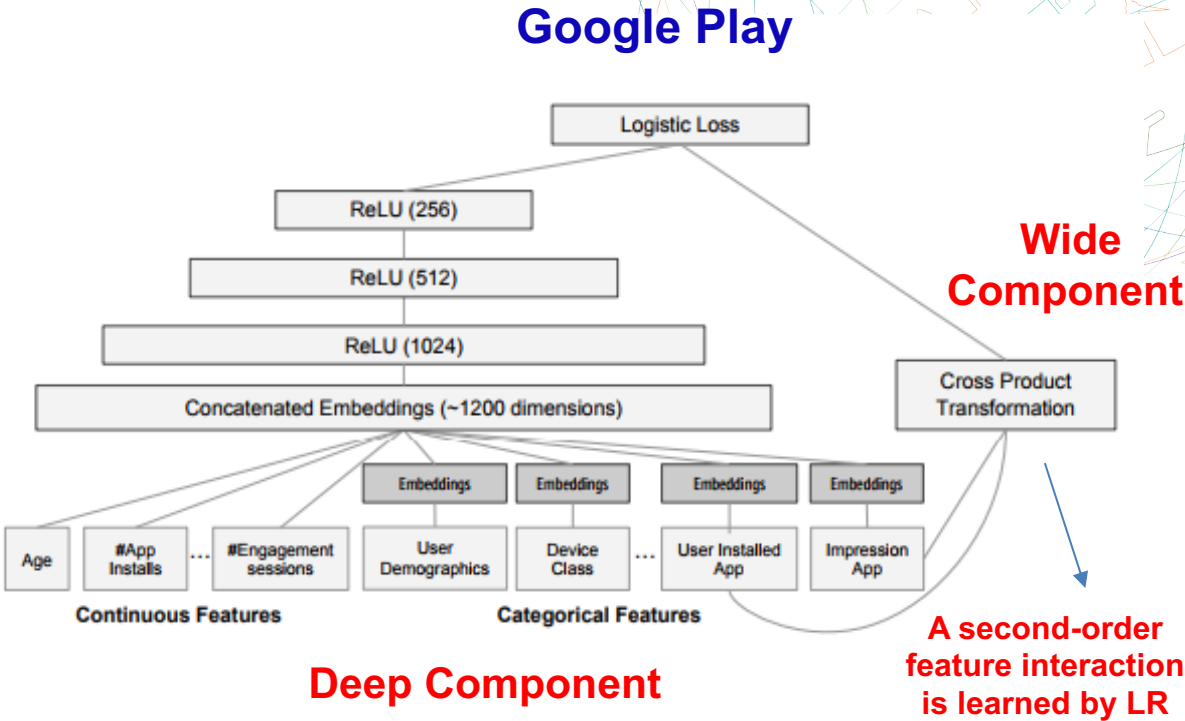 Google Play
Logistic Loss
ReLU (256)
Wide
Component
ReLU (512)
ReLU (1024)
Cross Product
Transformation
Concatenated Embeddings (~1200 dimensions)
Embeddings
Embeddings
Embeddings
Embeddings
Age
#App
Installs
...
#Engagement
sessions
User
Demographics
Device
Class
...
User Installed
App
Impression
App
Continuous Features
Categorical Features
A second-order
feature interaction
is learned by LR
Deep Component